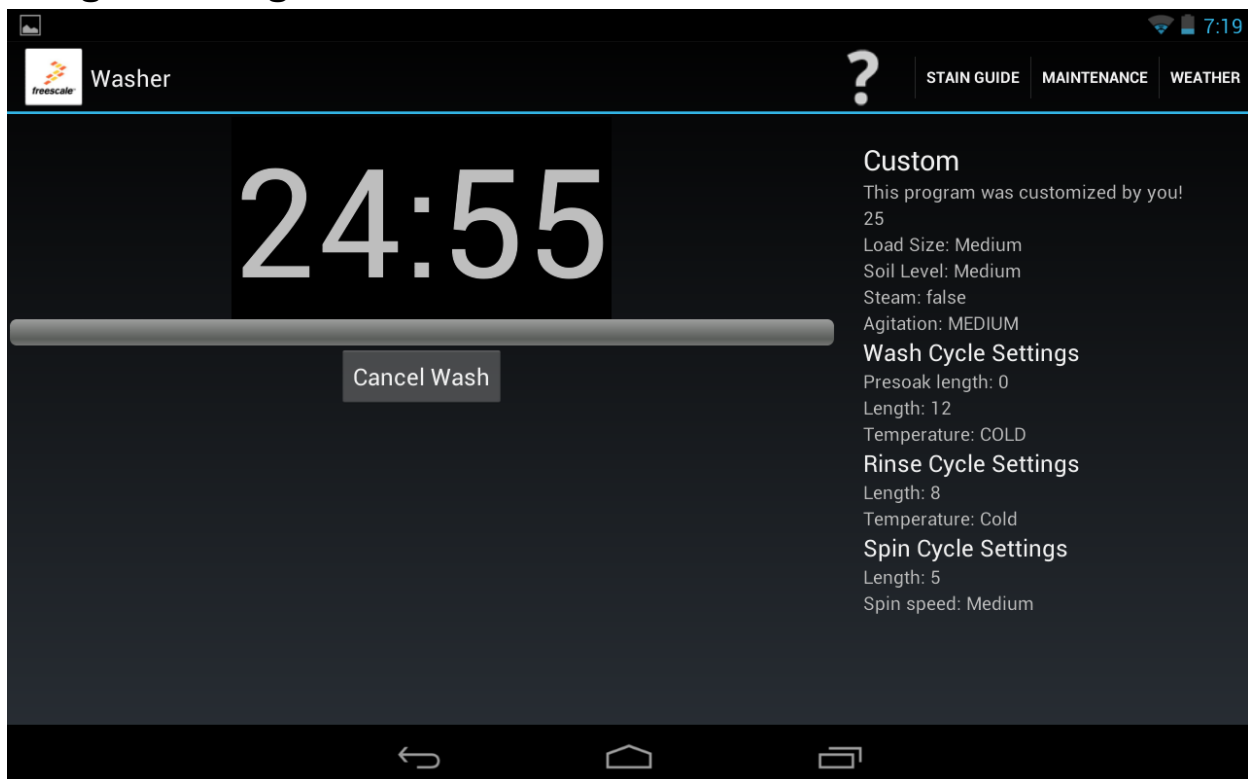 7:19
freescale
Washer
?
STAIN GUIDE
MAINTENANCE
WEATHER
24:55
Cancel Wash
Custom
This program was customized by you!
25
Load Size: Medium
Soil Level: Medium
Steam: false
Agitation: MEDIUM
Wash Cycle Settings
Presoak length: 0
Length: 12
Temperature: COLD
Rinse Cycle Settings
Length: 8
Temperature: Cold
Spin Cycle Settings
Length: 5
Spin speed: Medium